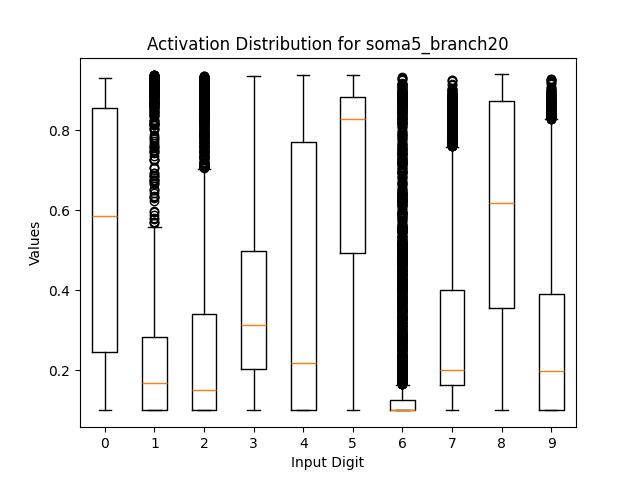 Activation Distribution for soma5_branch20
Values
0.8
0.6
0.4
0.2
0 1 2 3 4 5 6 7 8 9
Input Digit